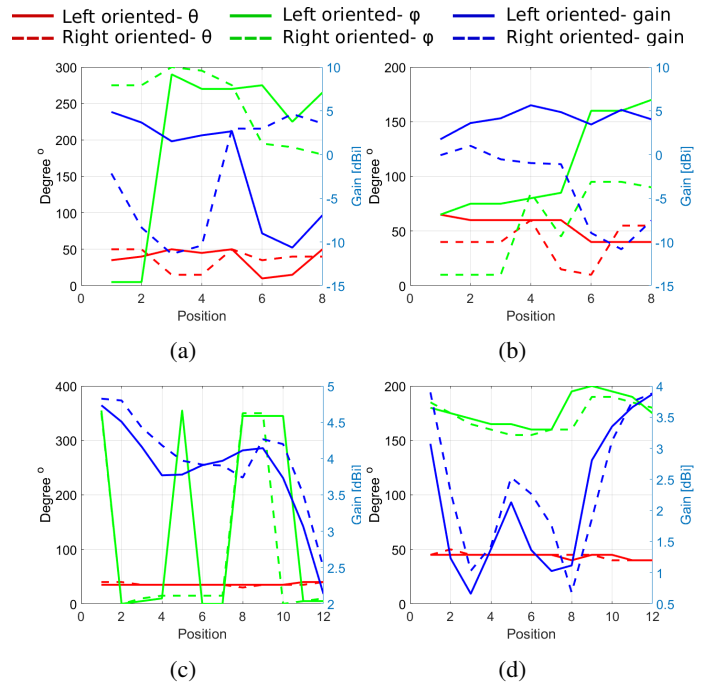 Left oriented- θ Left oriented- φ Left oriented- gain
Right oriented- θ Right oriented- φ Right oriented- gain
300 10 200 10
250 5 5
200 150
0 0
150 100
-5 -5
100
50
50 -10 -10
0 -15 0 -15
0 2 4 6 8 0 2 4 6 8
Degree o Gain [dBi] Degree o Gain [dBi]
Position Position
(a) (b)
400 5 200 4
4.5 3.5
300 150 3
4
200 3.5 100 2.5
3 2
100 50 1.5
2.5 1
0 2 0 0.5
0 2 4 6 8 10 12 0 2 4 6 8 10 12
Degree o Gain [dBi] Degree o Gain [dBi]
Position Position
(c) (d)